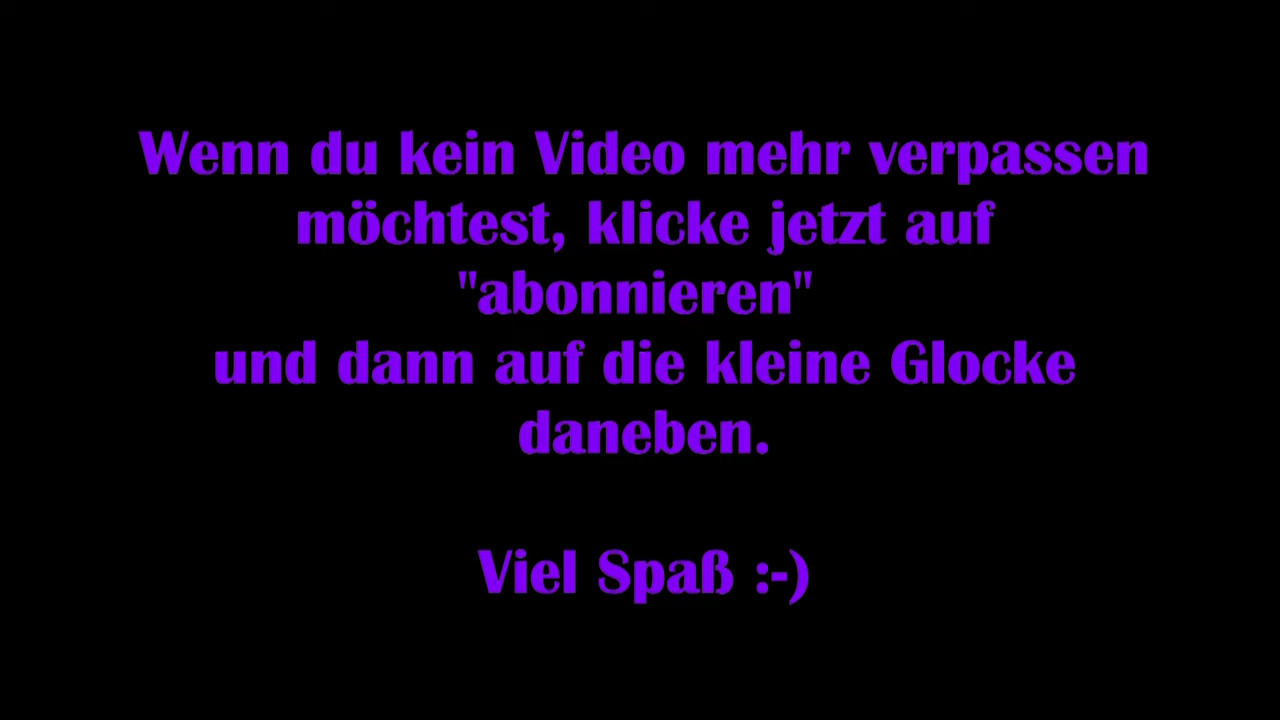 Wenn du kein Video mehr verpassen
möchtest, klicke jetzt auf
"abonnieren"
und dann auf die kleine Glocke
daneben.
Viel Spaß :-)